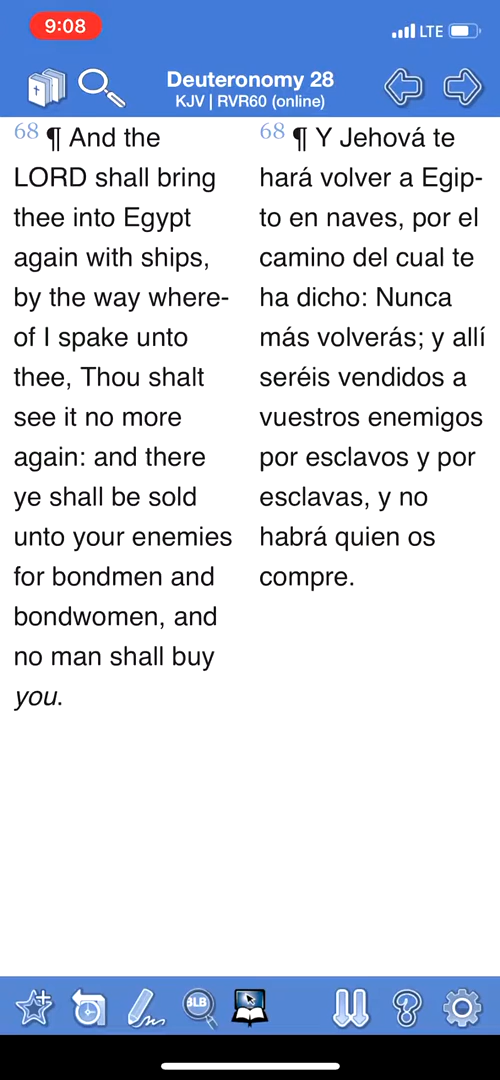 9:08
LTE
Deuteronomy 28
KJV | RVR60 (online)
68 ¶ And the
LORD shall bring
thee into Egypt
again with ships,
by the way where-
of I spake unto
thee, Thou shalt
see it no more
again: and there
ye shall be sold
unto your enemies
for bondmen and
bondwomen, and
no man shall buy
you.
68 ¶ Y Jehová te
hará volver a Egip-
to en naves, por el
camino del cual te
ha dicho: Nunca
más volverás; y allí
seréis vendidos a
vuestros enemigos
por esclavos y por
esclavas, y no
habrá quien os
compre.
BLB